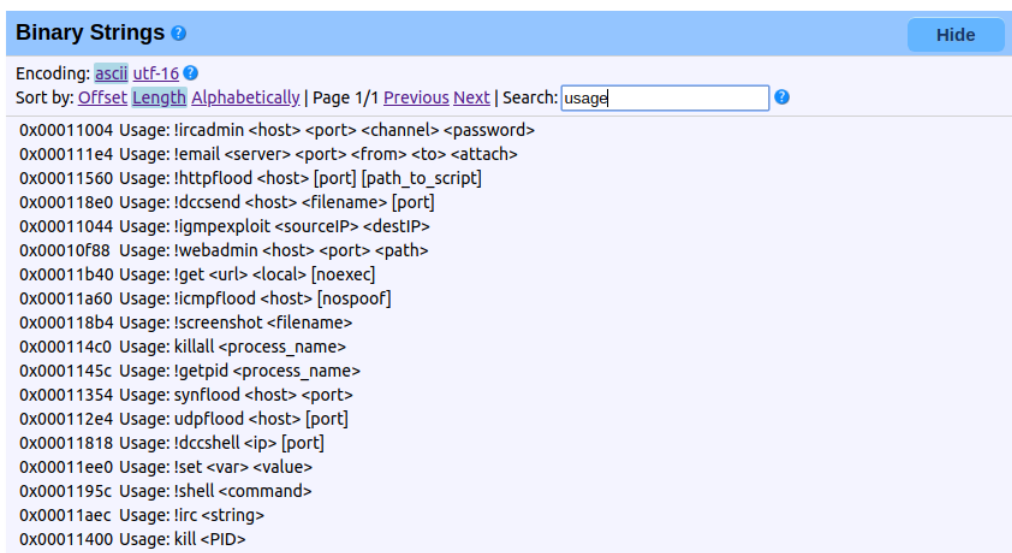 Binary Strings ? Hide
Encoding: ascii utf-16 ?
Sort by: Offset Length Alphabetically | Page 1/1 Previous Next | Search: usage ?
0x00011004 Usage: !ircadmin <host> <port> <channel> <password>
0x000111e4 Usage: !email <server> <port> <from> <to> <attach>
0x00011560 Usage: !httpflood <host> [port] [path_to_script]
0x000118e0 Usage: !dccsend <host> <filename> [port]
0x00011044 Usage: !igmpexploit <sourceIP> <destIP>
0x00010f88 Usage: !webadmin <host> <port> <path>
0x00011b40 Usage: !get <url> <local> [noexec]
0x00011a60 Usage: !icmpflood <host> [nospoof]
0x000118b4 Usage: !screenshot <filename>
0x000114c0 Usage: killall <process_name>
0x0001145c Usage: !getpid <process_name>
0x00011354 Usage: synflood <host> <port>
0x000112e4 Usage: udpflood <host> [port]
0x00011818 Usage: !dccshell <ip> [port]
0x00011ee0 Usage: !set <var> <value>
0x0001195c Usage: !shell <command>
0x00011aec Usage: !irc <string>
0x00011400 Usage: kill <PID>